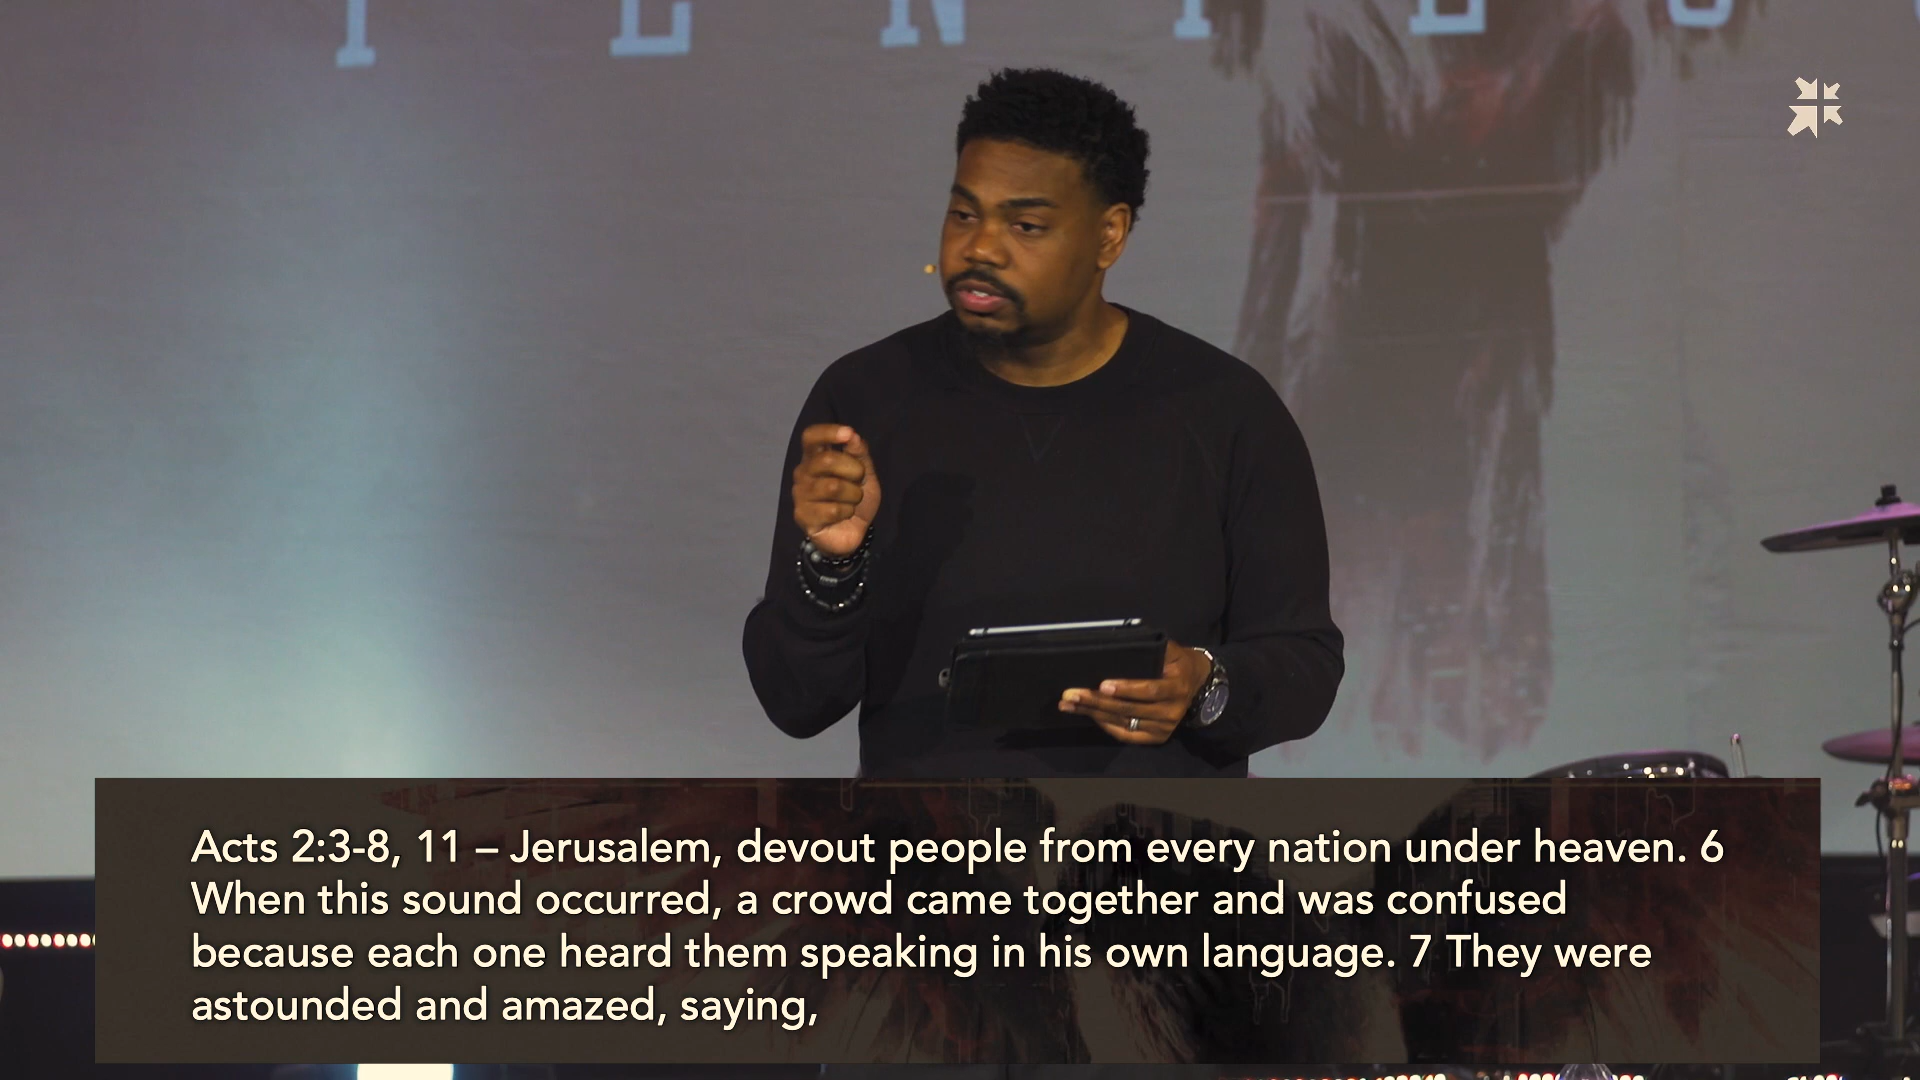 T E N T E C
Acts 2:3-8, 11 – Jerusalem, devout people from every nation under heaven. 6
When this sound occurred, a crowd came together and was confused
because each one heard them speaking in his own language. 7 They were
astounded and amazed, saying,